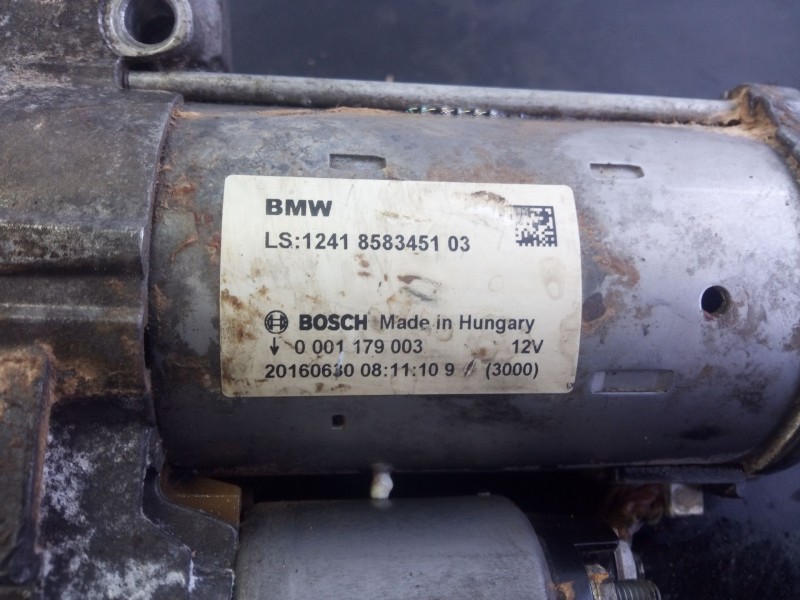 BMW
LS:1241 8583451 03
BOSCH Made in Hungary
↓ 0 001 179 003 12V
20160630 08:11:10 9 // (3000)